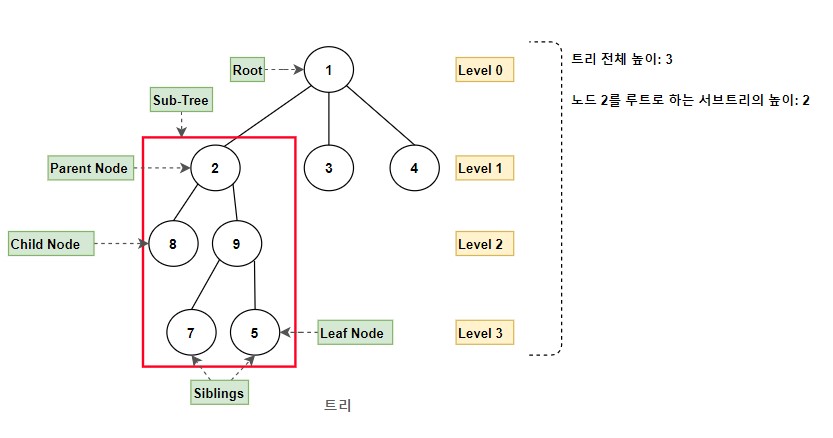 Root
1
Level 0
트리 전체 높이: 3
Sub-Tree
노드 2를 루트로 하는 서브트리의 높이: 2
Parent Node
2
3
4
Level 1
Child Node
8
9
Level 2
7
5
Leaf Node
Level 3
Siblings
트리